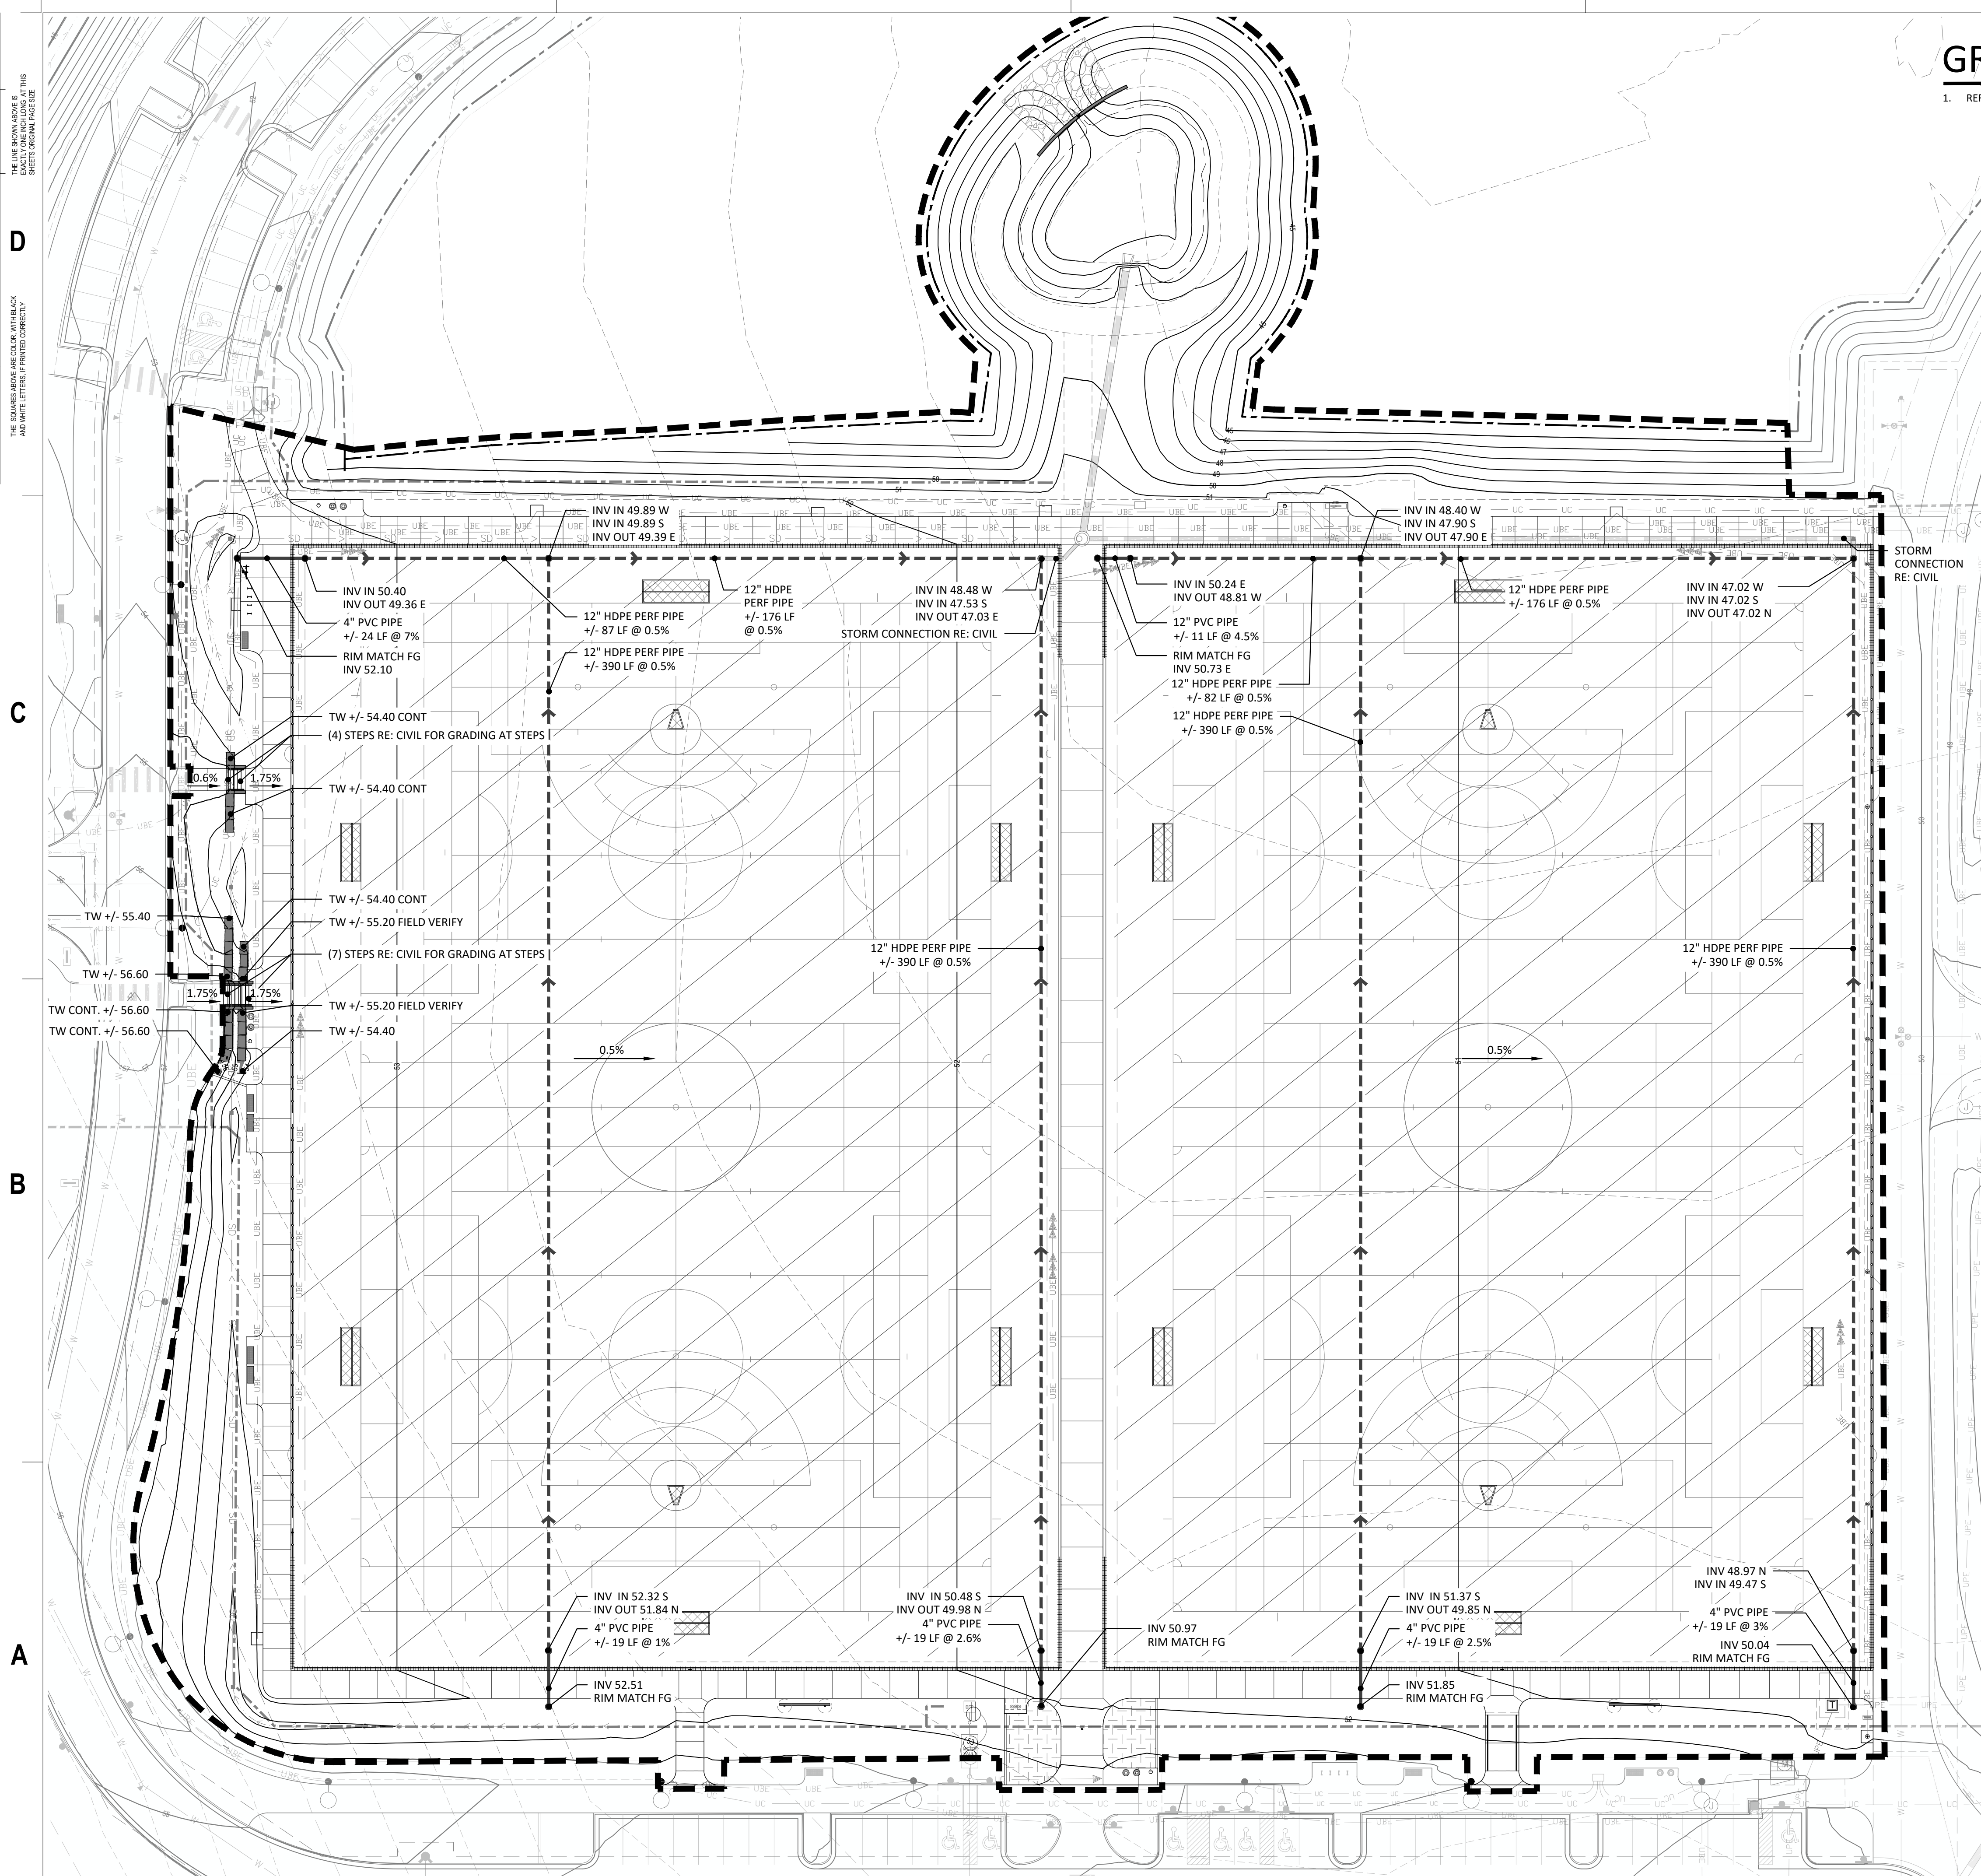 THE LINE SHOWN ABOVE IS
EXACTLY ONE INCH LONG AT THIS
SHEETS ORIGINAL PAGE SIZE
THE SQUARES ABOVE ARE COLOR, WITH BLACK
AND WHITE LETTERS, IF PRINTED CORRECTLY
GR
1. REF
D
C
B
A
45
45
45
46
47
48
49
50
51
50
51
52
INV IN 49.89 W
INV IN 49.89 S
INV OUT 49.39 E
INV IN 48.40 W
INV IN 47.90 S
INV OUT 47.90 E
STORM
CONNECTION
RE: CIVIL
INV IN 50.40
INV OUT 49.36 E
4" PVC PIPE
+/- 24 LF @ 7%
RIM MATCH FG
INV 52.10
12" HDPE PERF PIPE
+/- 87 LF @ 0.5%
12" HDPE PERF PIPE
+/- 390 LF @ 0.5%
12" HDPE
PERF PIPE
+/- 176 LF
@ 0.5%
INV IN 48.48 W
INV IN 47.53 S
INV OUT 47.03 E
STORM CONNECTION RE: CIVIL
INV IN 50.24 E
INV OUT 48.81 W
12" PVC PIPE
+/- 11 LF @ 4.5%
RIM MATCH FG
INV 50.73 E
12" HDPE PERF PIPE
+/- 82 LF @ 0.5%
12" HDPE PERF PIPE
+/- 390 LF @ 0.5%
12" HDPE PERF PIPE
+/- 176 LF @ 0.5%
INV IN 47.02 W
INV IN 47.02 S
INV OUT 47.02 N
TW +/- 54.40 CONT
(4) STEPS RE: CIVIL FOR GRADING AT STEPS
0.6%
1.75%
TW +/- 54.40 CONT
TW +/- 54.40 CONT
TW +/- 55.40
TW +/- 55.20 FIELD VERIFY
(7) STEPS RE: CIVIL FOR GRADING AT STEPS
TW +/- 56.60
1.75%
1.75%
TW +/- 55.20 FIELD VERIFY
TW CONT. +/- 56.60
TW CONT. +/- 56.60
TW +/- 54.40
12" HDPE PERF PIPE
+/- 390 LF @ 0.5%
12" HDPE PERF PIPE
+/- 390 LF @ 0.5%
0.5%
0.5%
53
52
51
INV IN 52.32 S
INV OUT 51.84 N
4" PVC PIPE
+/- 19 LF @ 1%
INV 52.51
RIM MATCH FG
INV IN 50.48 S
INV OUT 49.98 N
4" PVC PIPE
+/- 19 LF @ 2.6%
INV 50.97
RIM MATCH FG
INV IN 51.37 S
INV OUT 49.85 N
4" PVC PIPE
+/- 19 LF @ 2.5%
INV 51.85
RIM MATCH FG
INV 48.97 N
INV IN 49.47 S
4" PVC PIPE
+/- 19 LF @ 3%
INV 50.04
RIM MATCH FG
52
53
T